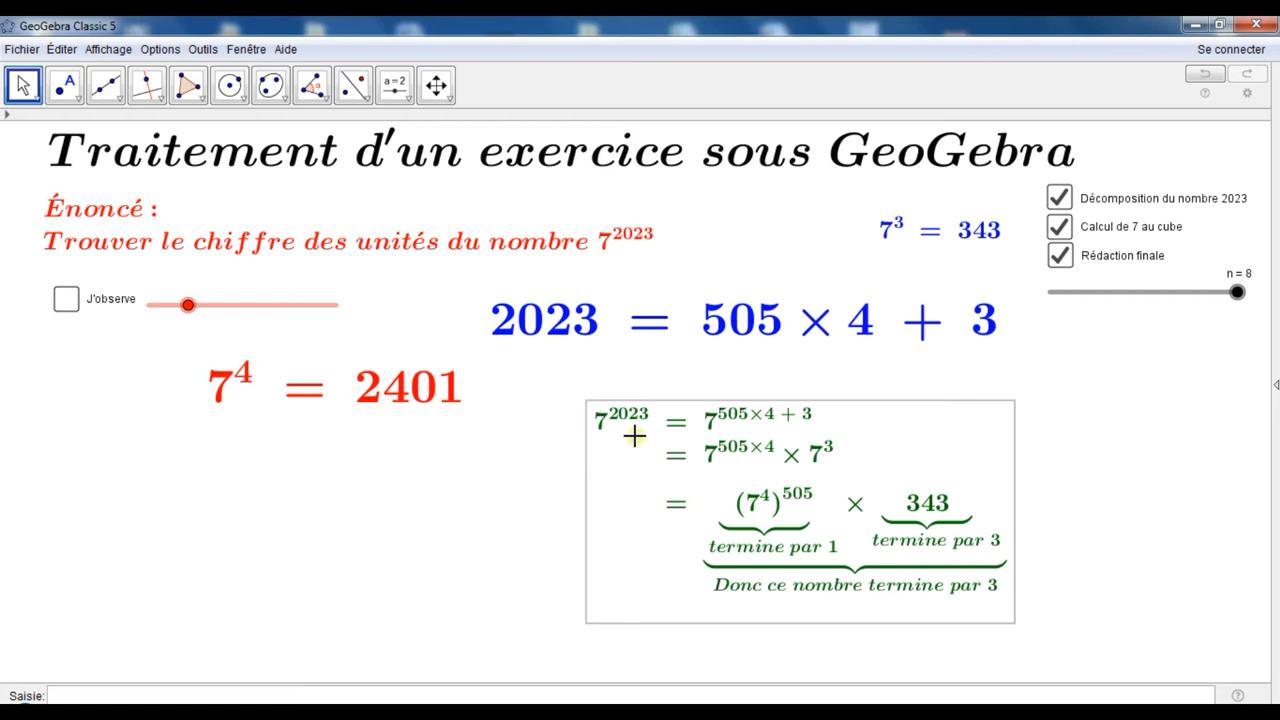 GeoGebra Classic 5
Fichier Éditer Affichage Options Outils Fenêtre Aide Se connecter
A α a=2
Traitement d'un exercice sous GeoGebra
Énoncé :
Trouver le chiffre des unités du nombre 7^2023
7^3 = 343
Décomposition du nombre 2023
Calcul de 7 au cube
Rédaction finale
n = 8
J'observe
2023 = 505 × 4 + 3
7^4 = 2401
7^2023 = 7^(505×4 + 3)
= 7^(505×4) × 7^3
= (7^4)^505 × 343
termine par 1 termine par 3
Donc ce nombre termine par 3
Saisie: